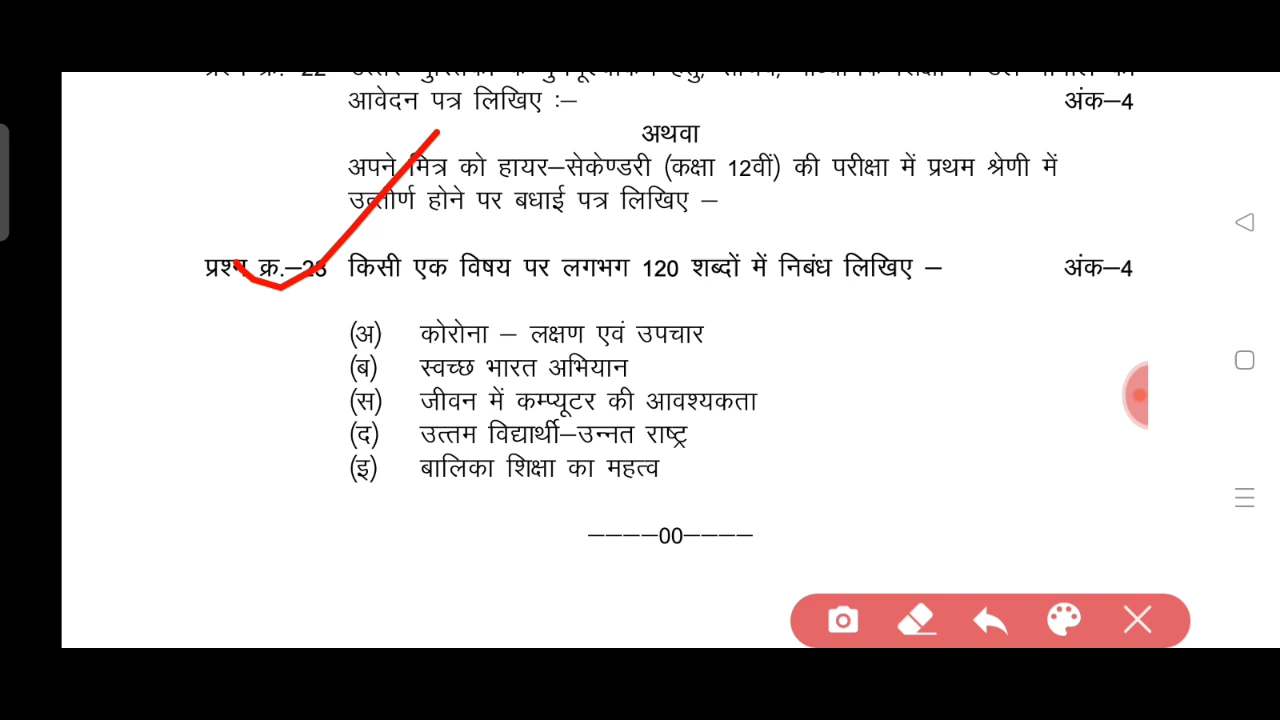 आवेदन पत्र लिखिए :– अंक–4
अथवा
अपने मित्र को हायर–सेकेण्डरी (कक्षा 12वीं) की परीक्षा में प्रथम श्रेणी में
उत्तीर्ण होने पर बधाई पत्र लिखिए –
प्रश्न क्र.–23 किसी एक विषय पर लगभग 120 शब्दों में निबंध लिखिए – अंक–4
(अ) कोरोना – लक्षण एवं उपचार
(ब) स्वच्छ भारत अभियान
(स) जीवन में कम्प्यूटर की आवश्यकता
(द) उत्तम विद्यार्थी–उन्नत राष्ट्र
(इ) बालिका शिक्षा का महत्व
––––00––––